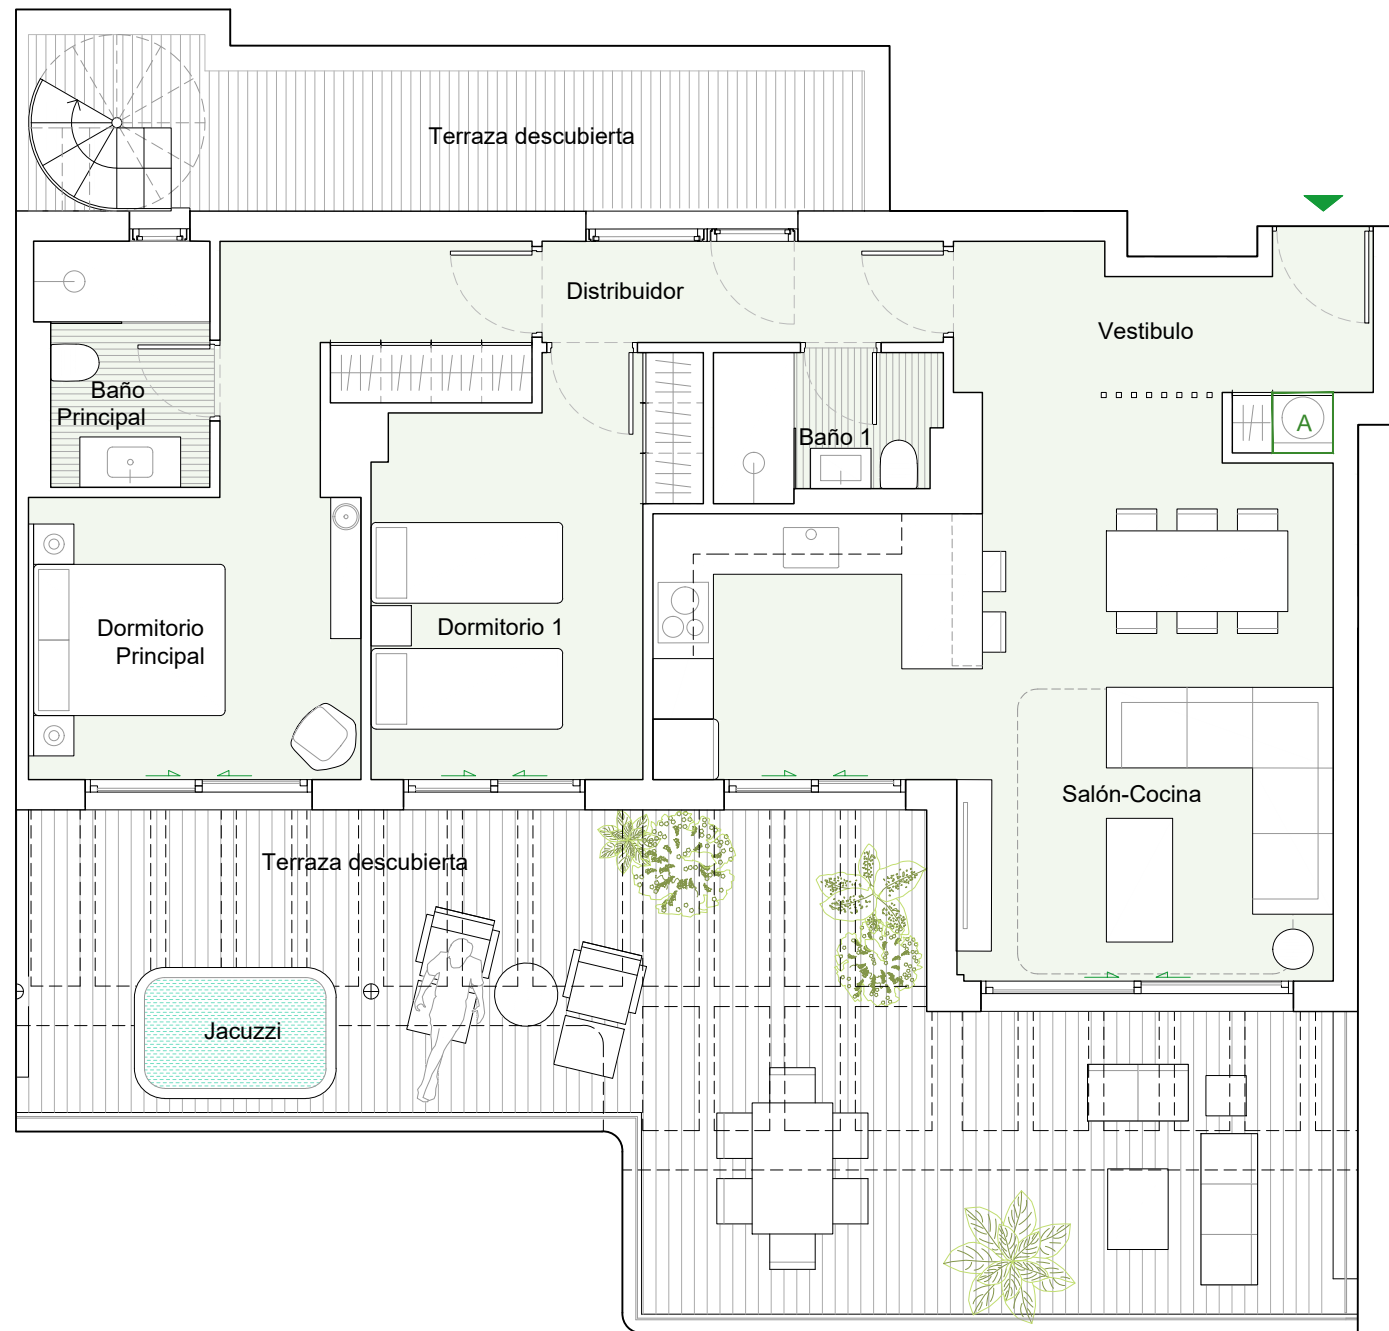 Terraza descubierta
Distribuidor
Vestibulo
Baño
Principal
A
Baño 1
Dormitorio
Principal
Dormitorio 1
Salón-Cocina
Terraza descubierta
Jacuzzi